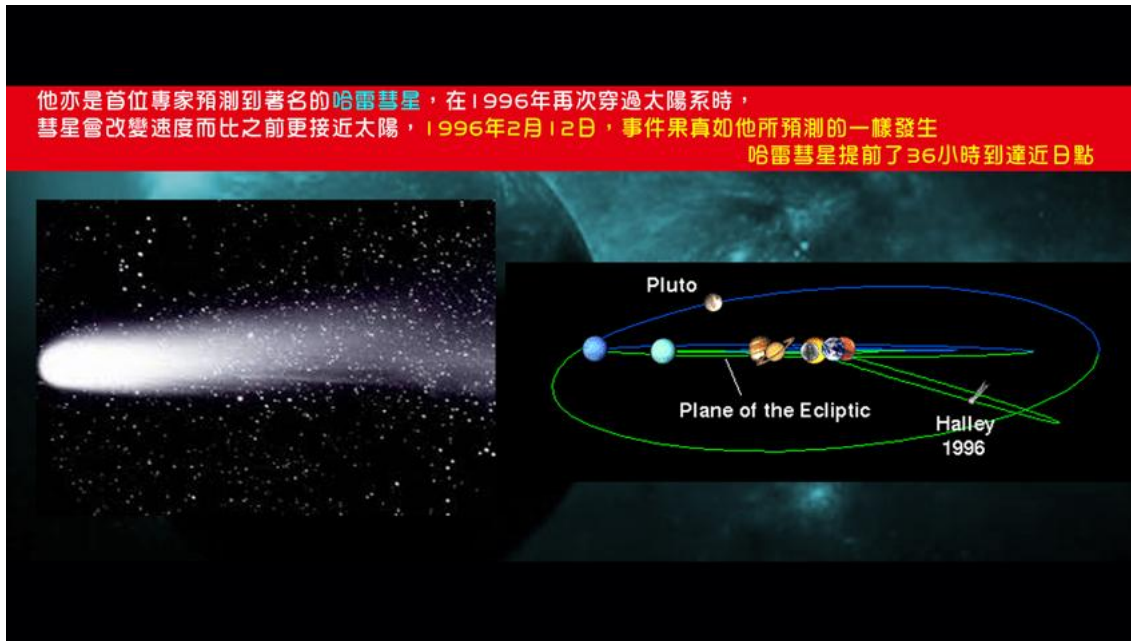 他亦是首位專家預測到著名的哈雷彗星，在1996年再次穿過太陽系時，
彗星會改變速度而比之前更接近太陽，1996年2月12日，事件果真如他所預測的一樣發生
哈雷彗星提前了36小時到達近日點
Pluto
Plane of the Ecliptic
Halley
1996